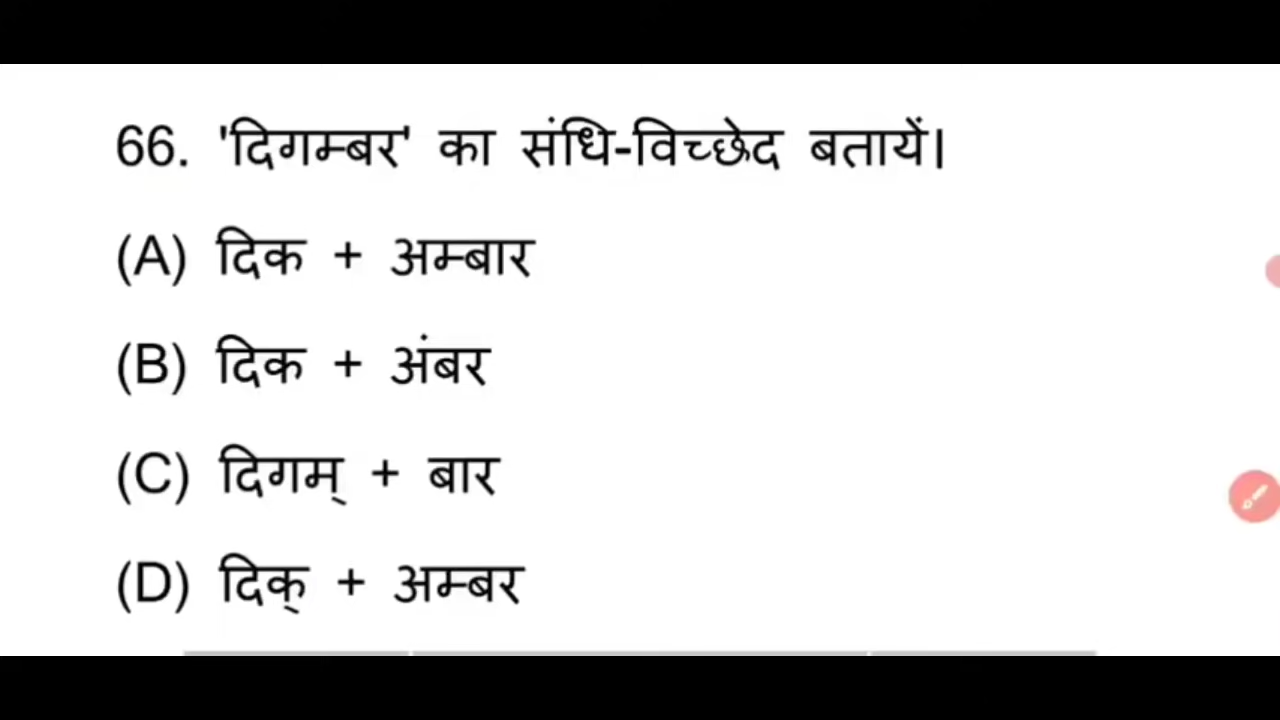 66. 'दिगम्बर' का संधि-विच्छेद बतायें।
(A) दिक + अम्बार
(B) दिक + अंबर
(C) दिगम् + बार
(D) दिक् + अम्बर